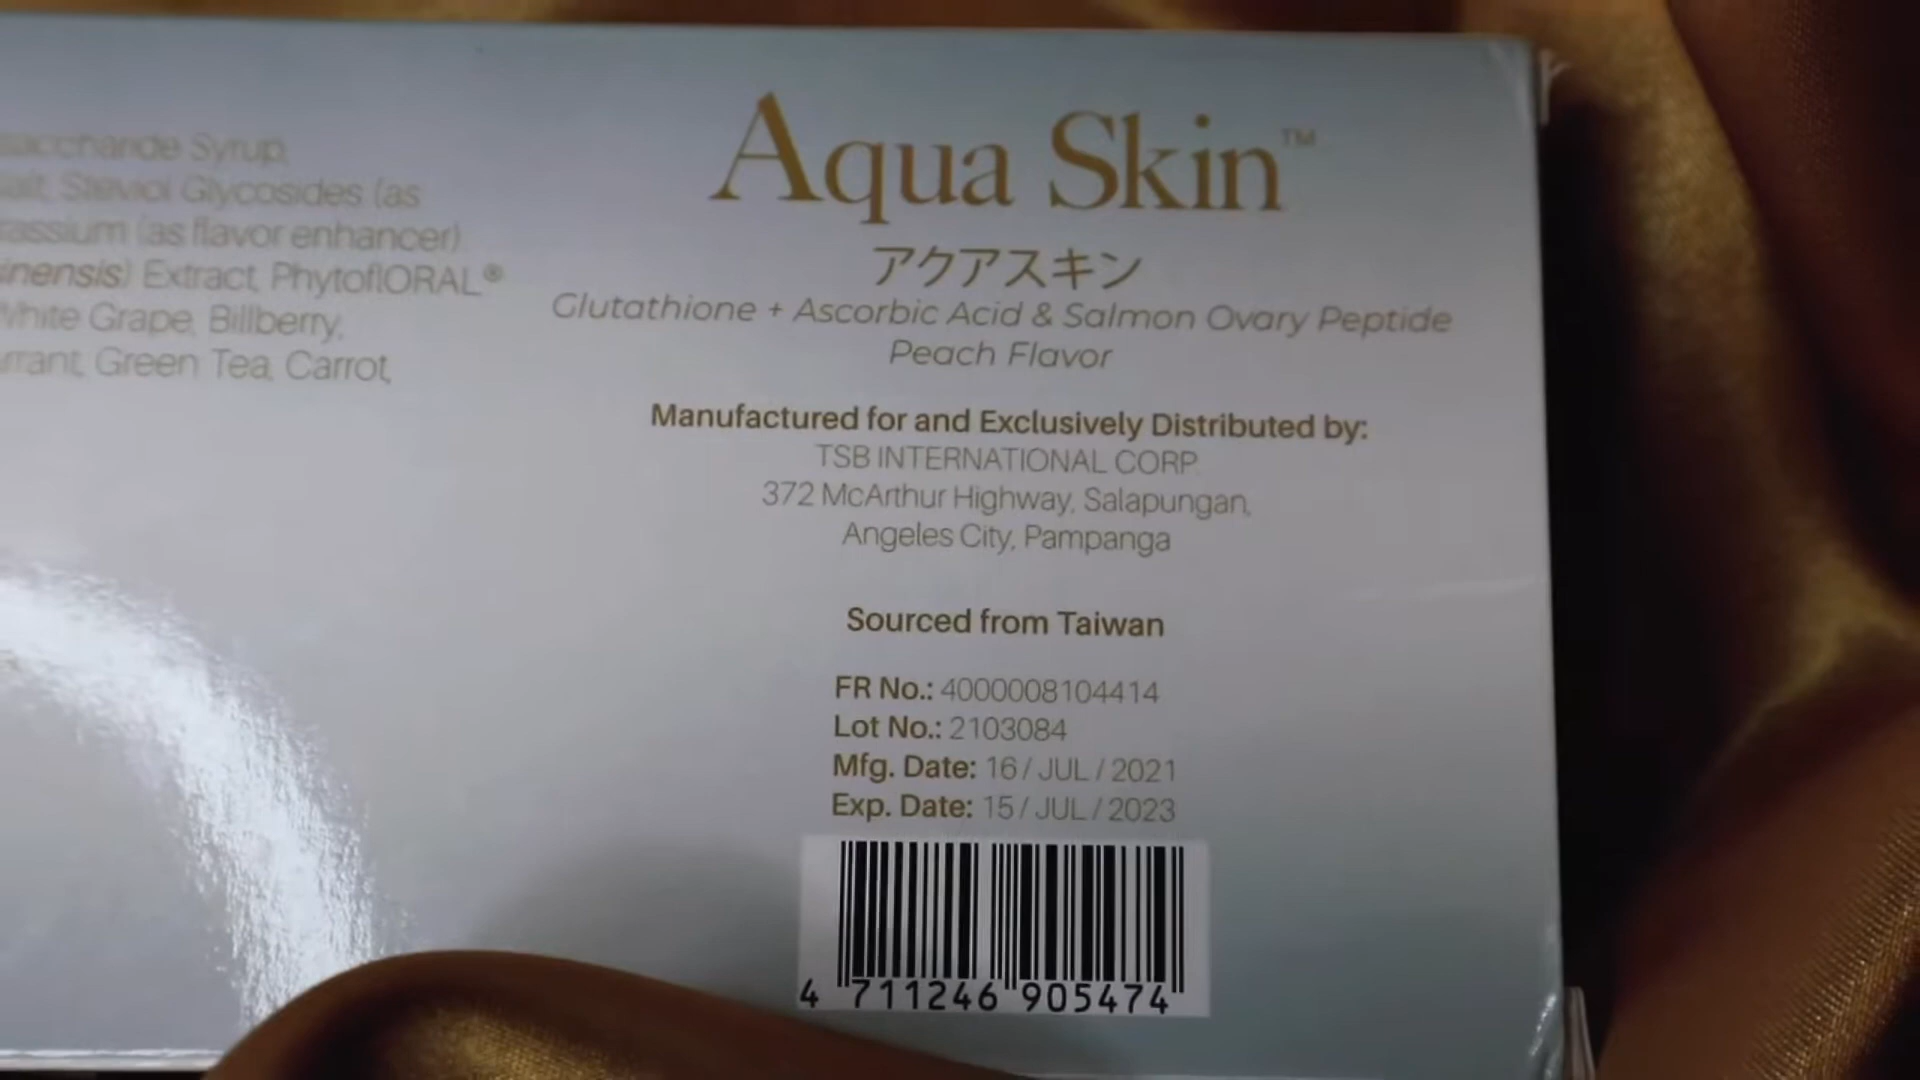 Syrup,
Steviol Glycosides (as
(as flavor enhancer)
Extract, PhytoflORAL®
White Grape, Billberry,
Green Tea, Carrot,
Aqua Skin™
アクアスキン
Glutathione + Ascorbic Acid & Salmon Ovary Peptide
Peach Flavor
Manufactured for and Exclusively Distributed by:
TSB INTERNATIONAL CORP.
372 McArthur Highway, Salapungan,
Angeles City, Pampanga
Sourced from Taiwan
FR No.: 4000008104414
Lot No.: 2103084
Mfg. Date: 16 / JUL / 2021
Exp. Date: 15 / JUL / 2023
4 711246 905474